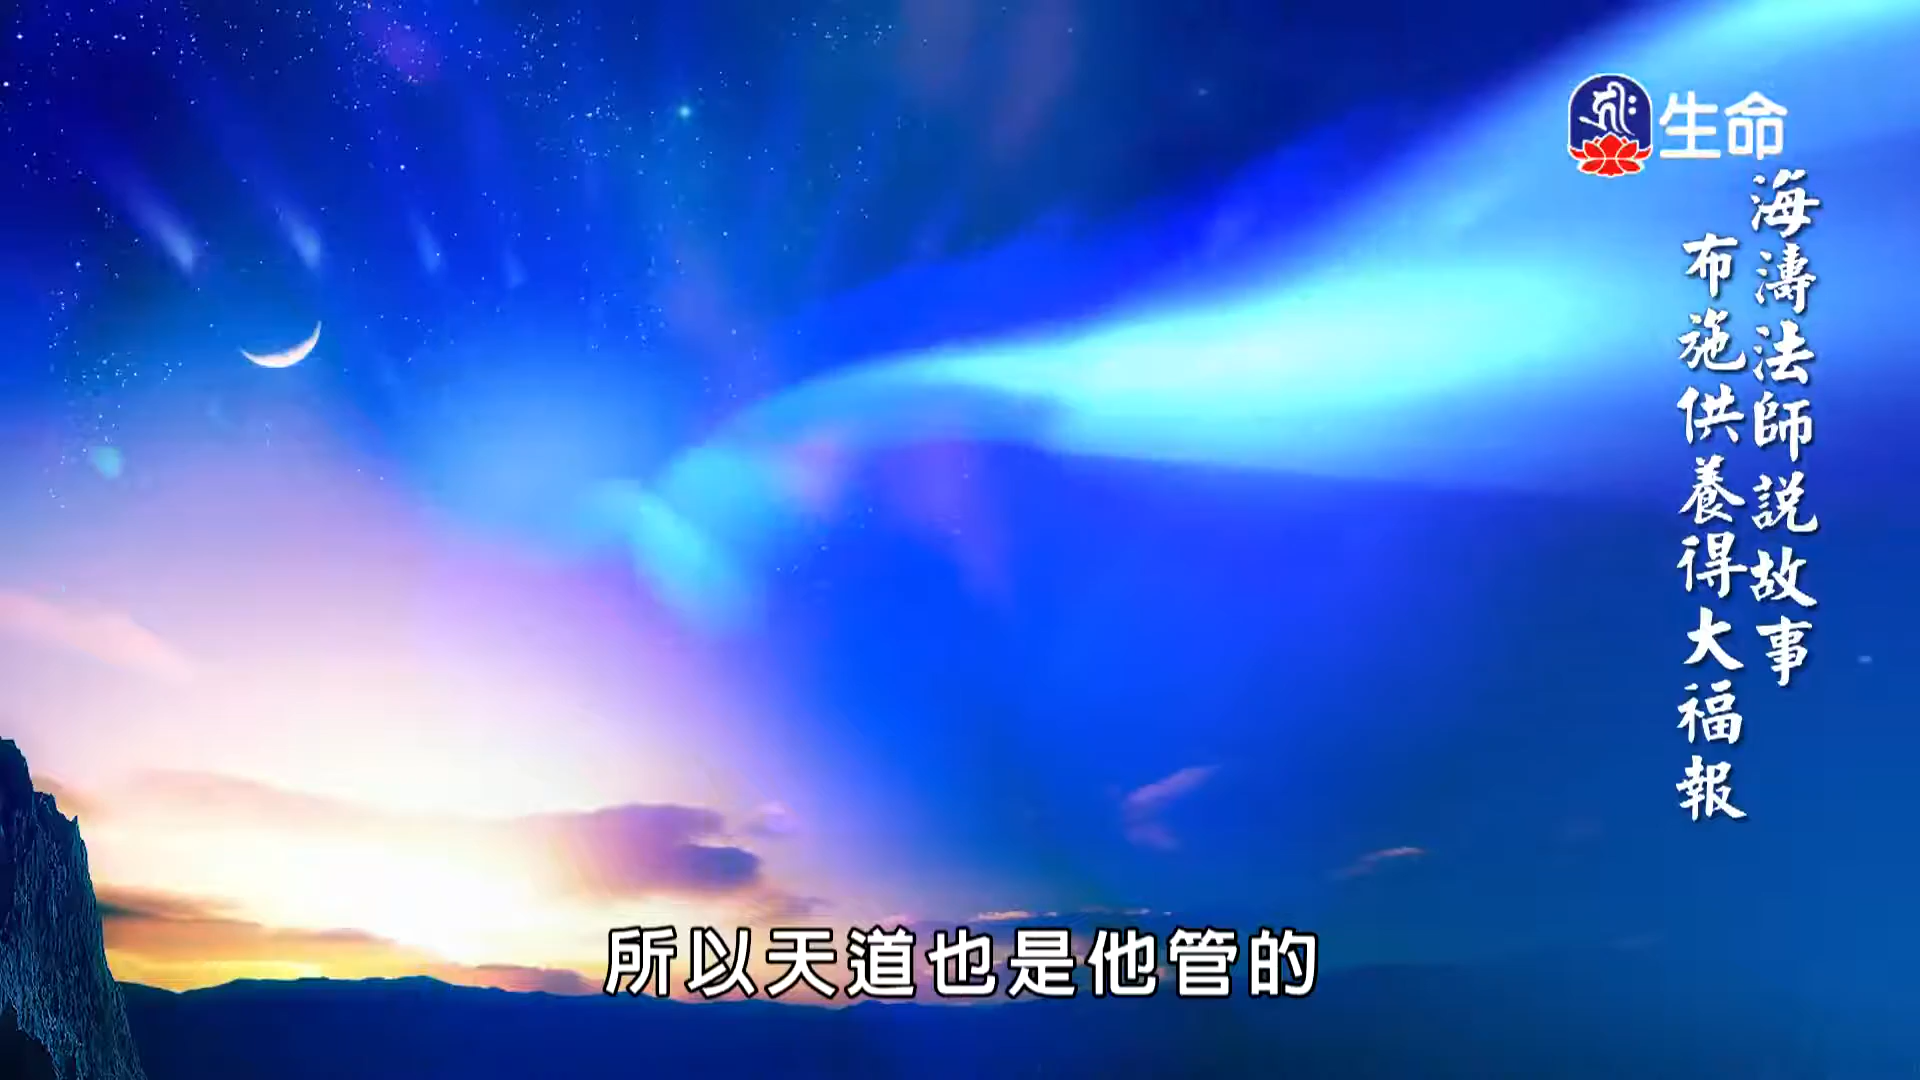 生命
海濤法師説故事
布施供養得大福報
所以天道也是他管的